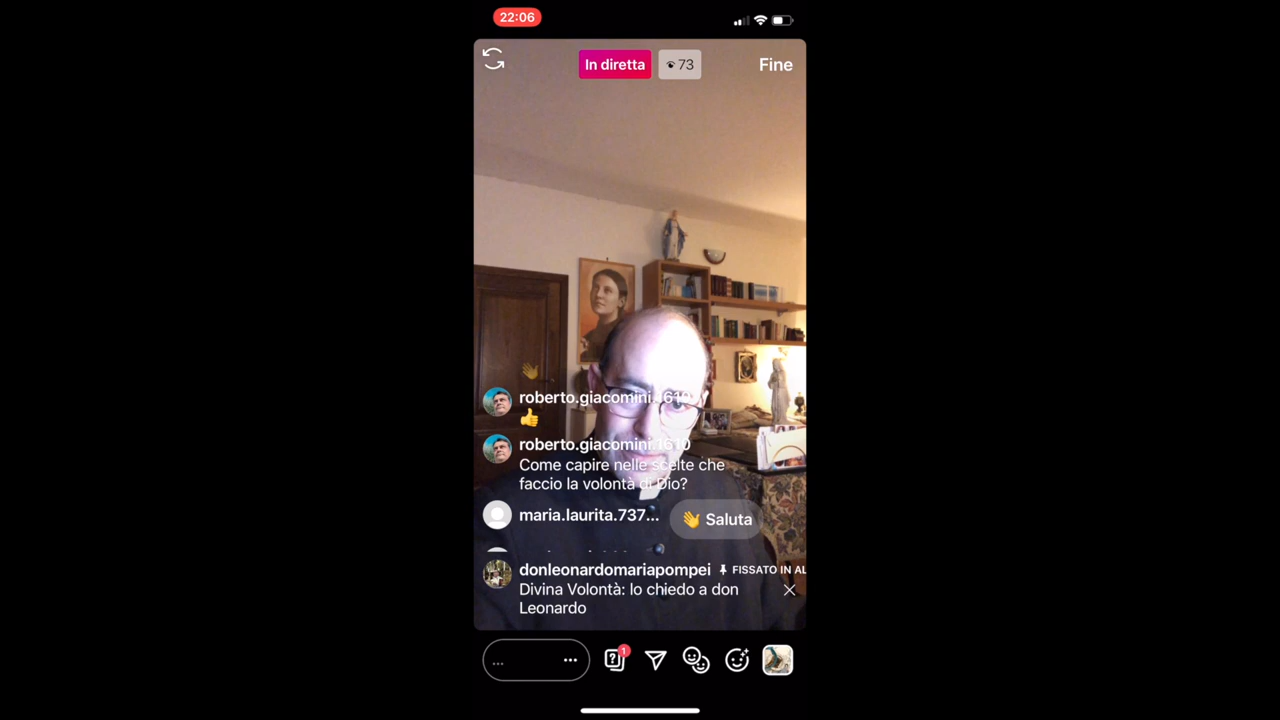 22:06
In diretta
73
Fine
roberto.giacomini.1610
roberto.giacomini.1610
Come capire nelle scelte che
faccio la volontà di Dio?
maria.laurita.737...
Saluta
donleonardomariapompei FISSATO IN AL
Divina Volontà: lo chiedo a don
Leonardo
...
1